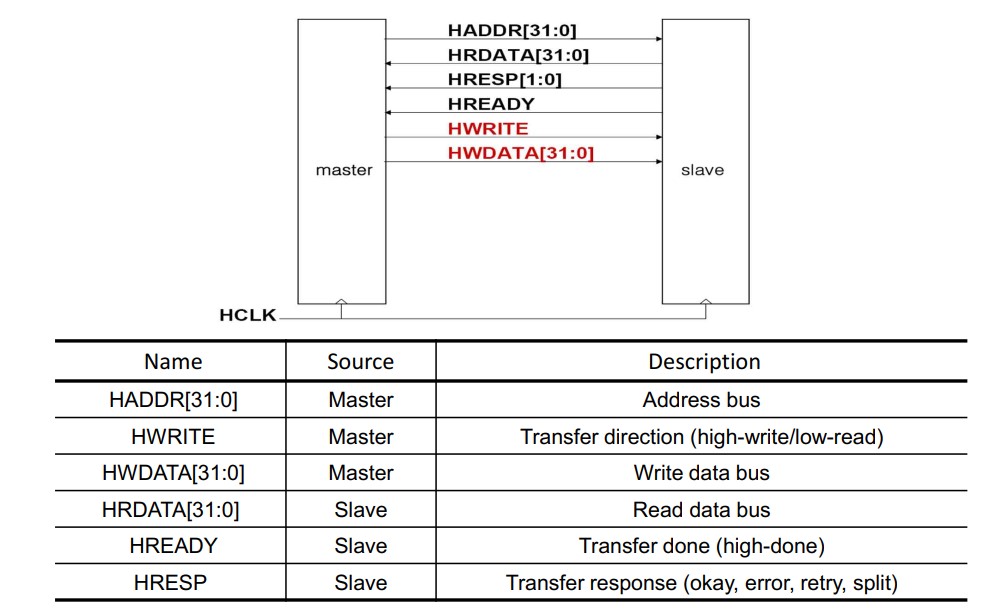 HADDR[31:0]
HRDATA[31:0]
HRESP[1:0]
HREADY
HWRITE
HWDATA[31:0]
master
slave
HCLK
Name Source Description
HADDR[31:0] Master Address bus
HWRITE Master Transfer direction (high-write/low-read)
HWDATA[31:0] Master Write data bus
HRDATA[31:0] Slave Read data bus
HREADY Slave Transfer done (high-done)
HRESP Slave Transfer response (okay, error, retry, split)